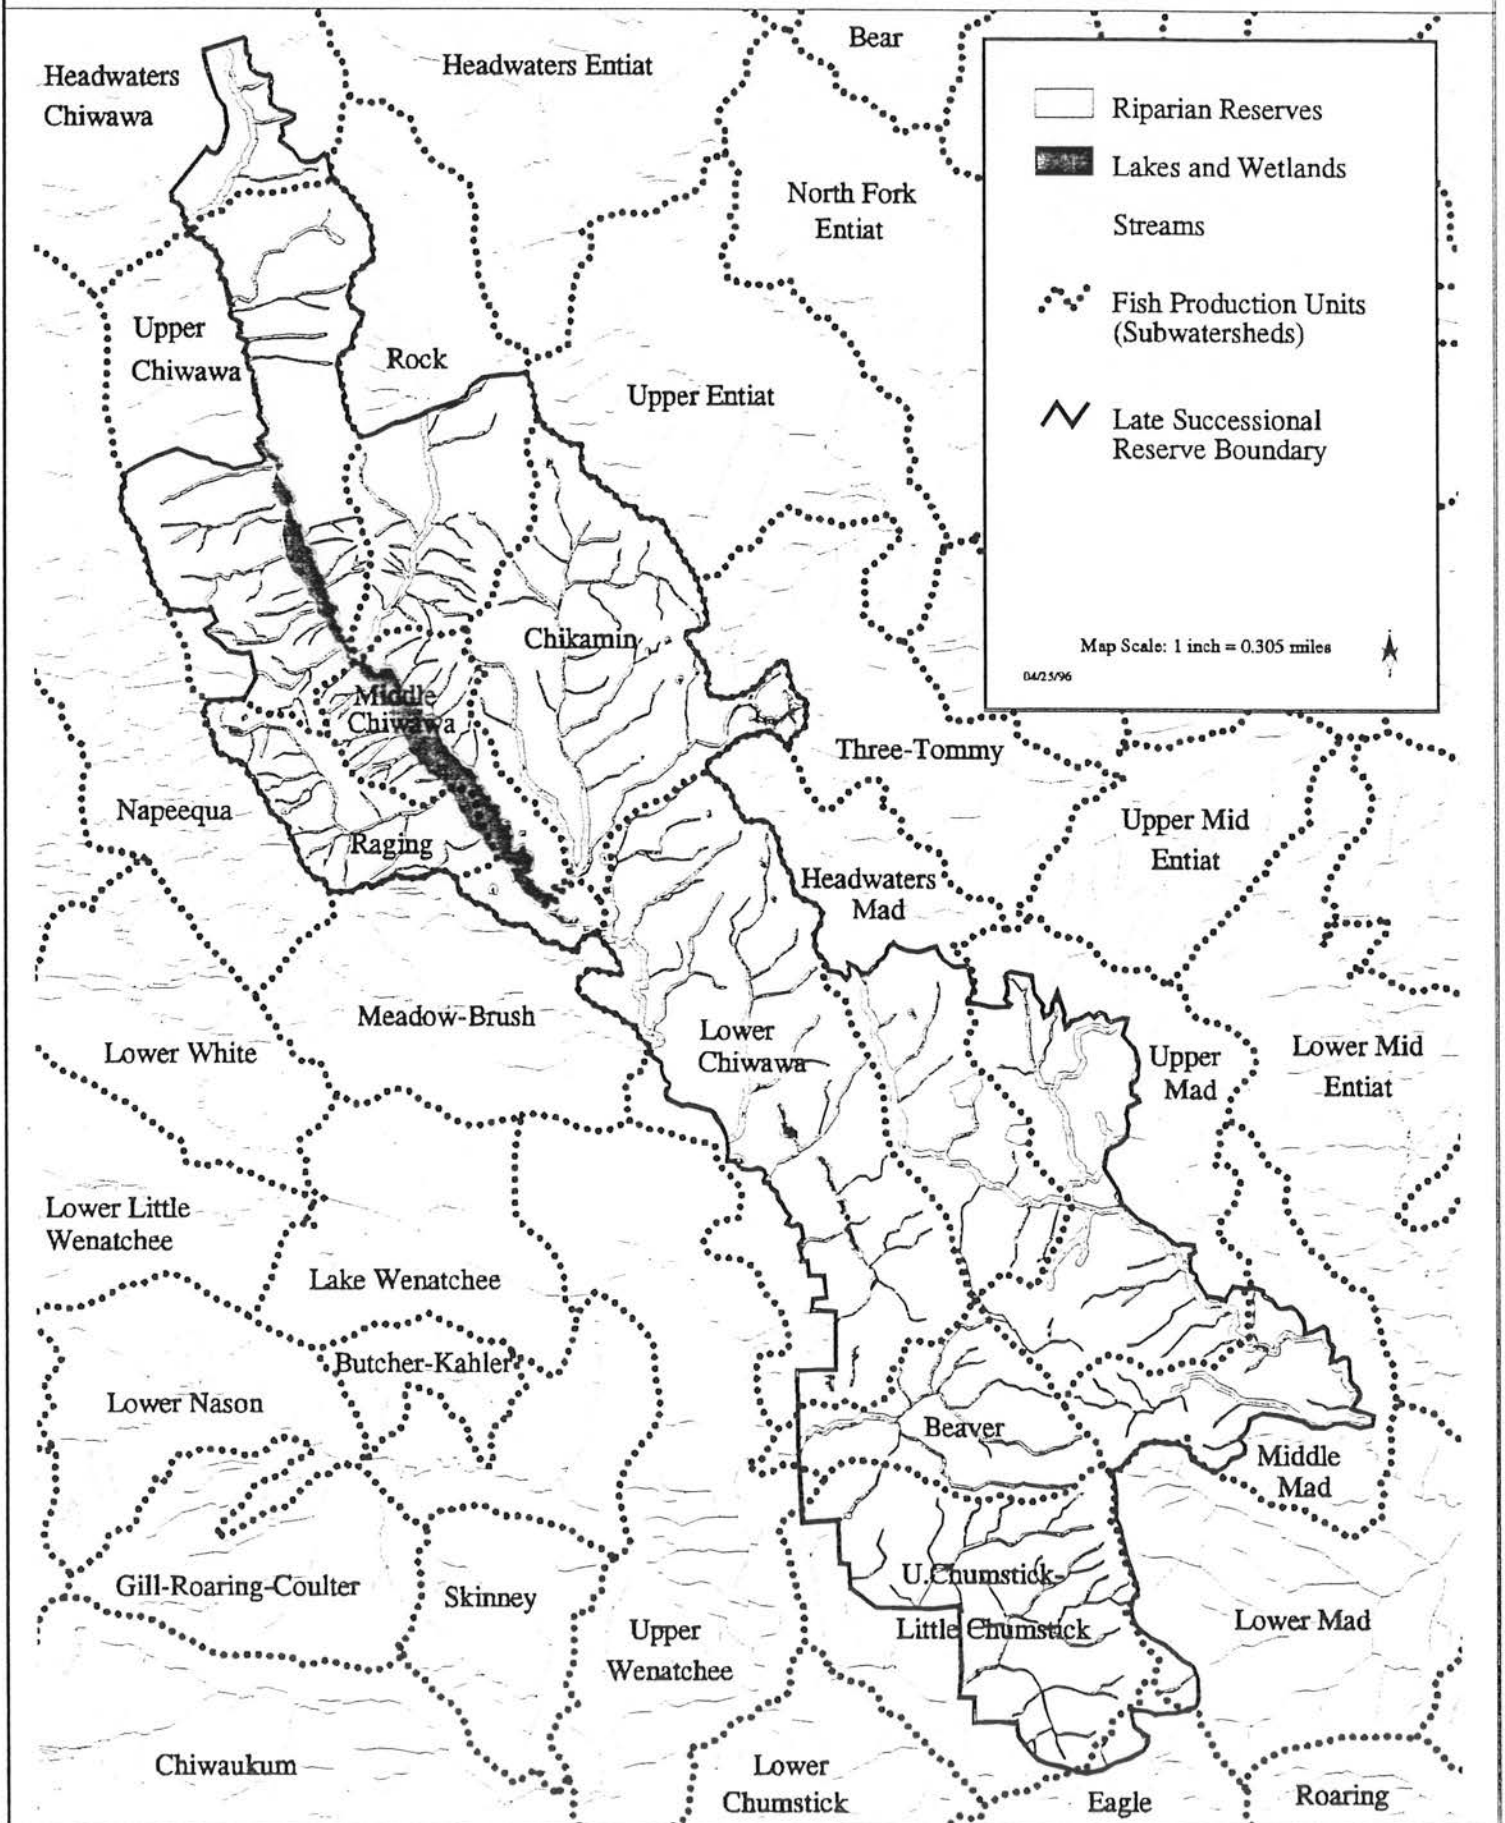 Bear
Headwaters Entiat
Headwaters
Chiwawa
North Fork
Entiat
Upper
Chiwawa
Rock
Upper Entiat
Riparian Reserves
Lakes and Wetlands
Streams
Fish Production Units
(Subwatersheds)
Late Successional
Reserve Boundary
Map Scale: 1 inch = 0.305 miles
04/25/96
Chikamin
Middle
Chiwawa
Three-Tommy
Napeequa
Raging
Upper Mid
Entiat
Headwaters
Mad
Meadow-Brush
Lower White
Lower
Chiwawa
Upper
Mad
Lower Mid
Entiat
Lower Little
Wenatchee
Lake Wenatchee
Butcher-Kahler
Lower Nason
Beaver
Middle
Mad
Gill-Roaring-Coulter
Skinney
U.Chumstick-
Little Chumstick
Upper
Wenatchee
Lower Mad
Chiwaukum
Lower
Chumstick
Eagle
Roaring